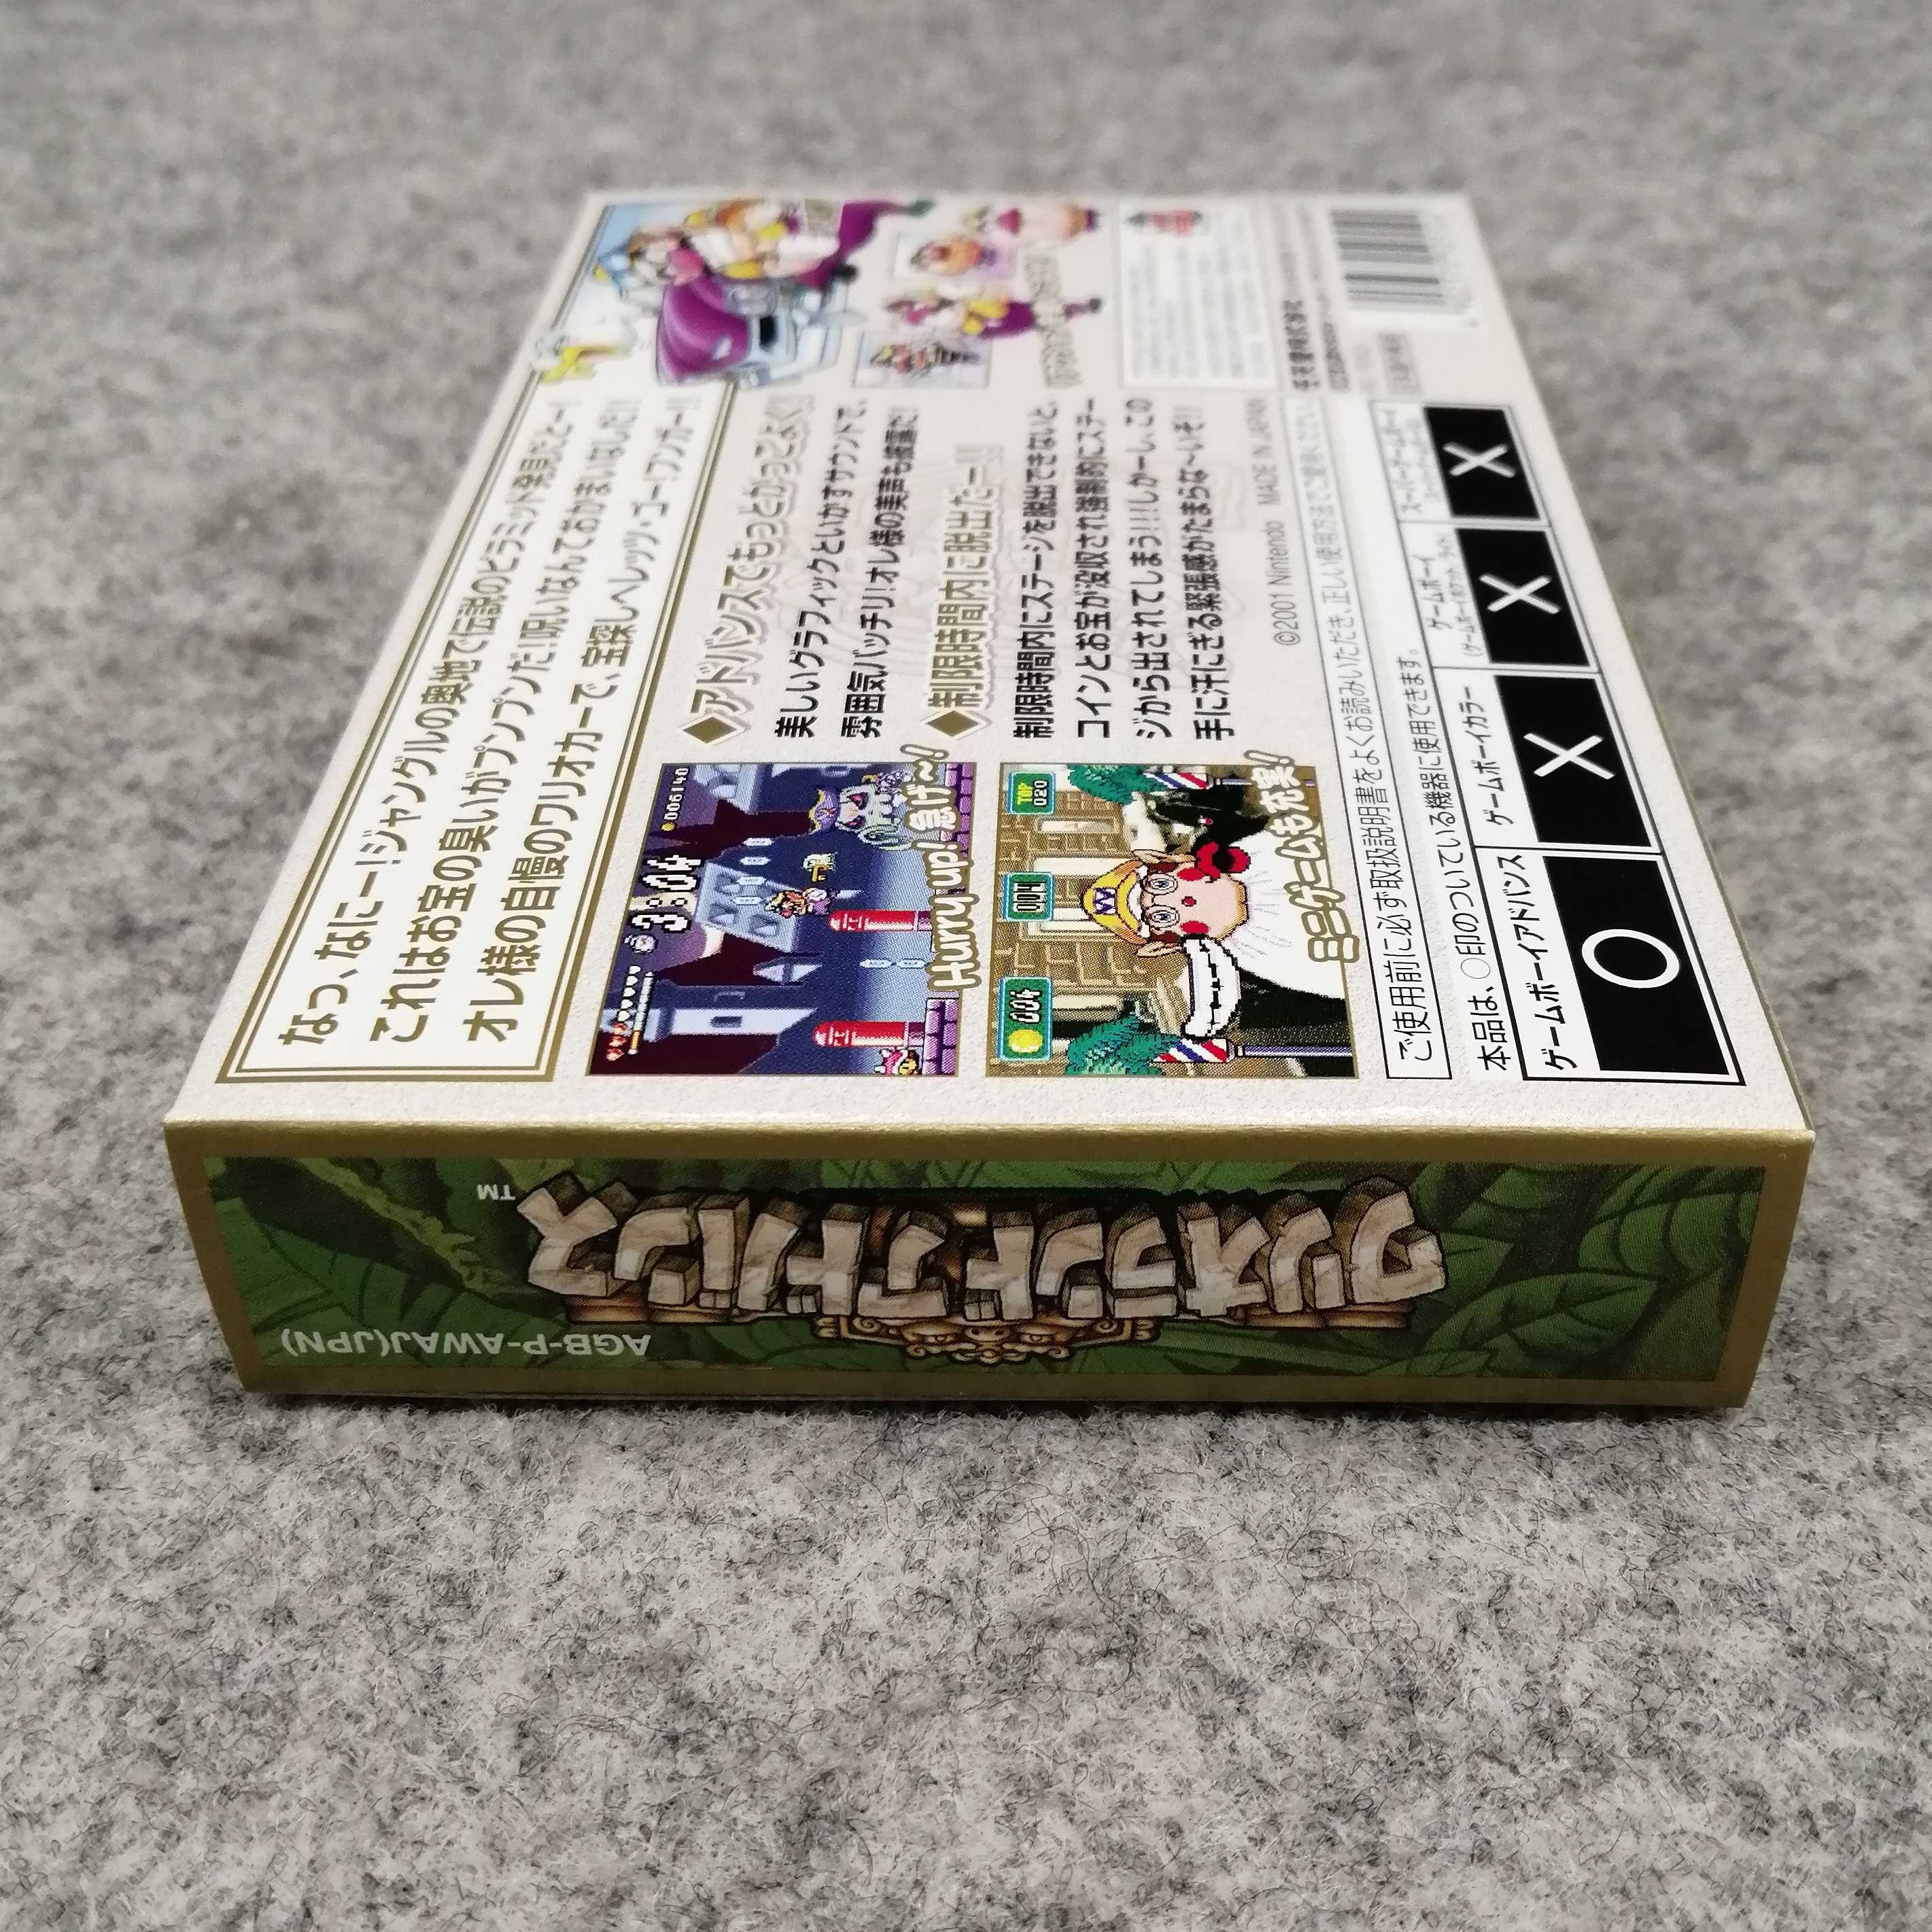 なっ、なにー!ジャングルの奥地で伝説のピラミッド発見だとー!
これはお宝の臭いがプンプンだ!呪いなんておかまいなしだ!!
オレ様の自慢のワリオカーで、宝探しへレッツ・ゴーワンガー!!
◆アドバンスでもっとかっこよく!
美しいグラフィックといかすサウンドで、
雰囲気バッチリ!オレ様の美声も披露だ!
◆制限時間内に脱出だー!!
制限時間内にステージを脱出できないと、
コインとお宝が没収され強制的にステー
ジから出されてしまう!!!しかーし、この
手に汗にぎる緊張感がたまらな〜いぞ!!
006140
3:04
Hurry up! 急げ〜!
004
004
TOP
020
ミニゲームも充実!
©2001 Nintendo MADE IN JAPAN
ご使用前に必ず取扱説明書をよくお読みいただき、正しい使用方法でご愛用ください。
本品は、○印のついている機器に使用できます。
ゲームボーイアドバンス
ゲームボーイカラー
ゲームボーイ
スーパーゲームボーイ
○
×
×
×
ワリオランドアドバンス
TM
AGB-P-AWAJ(JPN)